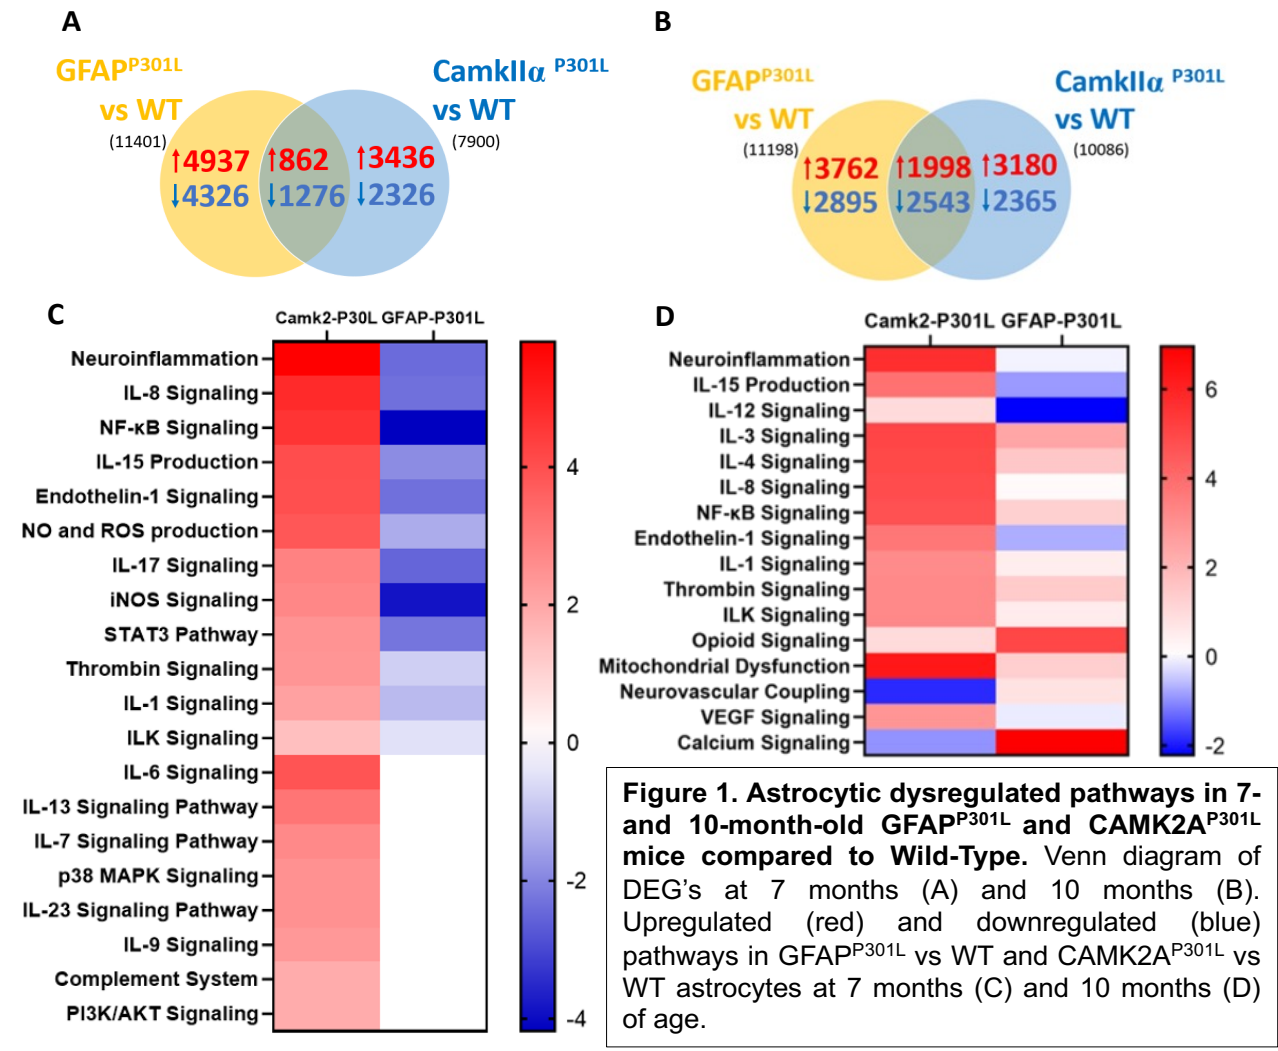 A
GFAPP301L
vs WT
(11401)
CamkIIα P301L
vs WT
(7900)
↑4937
↓4326
↑862
↓1276
↑3436
↓2326
B
GFAPP301L
vs WT
(11198)
CamkIIα P301L
vs WT
(10086)
↑3762
↓2895
↑1998
↓2543
↑3180
↓2365
C
Camk2-P30L GFAP-P301L
Neuroinflammation
IL-8 Signaling
NF-κB Signaling
IL-15 Production
Endothelin-1 Signaling
NO and ROS production
IL-17 Signaling
iNOS Signaling
STAT3 Pathway
Thrombin Signaling
IL-1 Signaling
ILK Signaling
IL-6 Signaling
IL-13 Signaling Pathway
IL-7 Signaling Pathway
p38 MAPK Signaling
IL-23 Signaling Pathway
IL-9 Signaling
Complement System
PI3K/AKT Signaling
4
2
0
-2
-4
D
Camk2-P301L GFAP-P301L
Neuroinflammation
IL-15 Production
IL-12 Signaling
IL-3 Signaling
IL-4 Signaling
IL-8 Signaling
NF-κB Signaling
Endothelin-1 Signaling
IL-1 Signaling
Thrombin Signaling
ILK Signaling
Opioid Signaling
Mitochondrial Dysfunction
Neurovascular Coupling
VEGF Signaling
Calcium Signaling
6
4
2
0
-2
Figure 1. Astrocytic dysregulated pathways in 7-
and 10-month-old GFAPP301L and CAMK2AP301L
mice compared to Wild-Type. Venn diagram of
DEG's at 7 months (A) and 10 months (B).
Upregulated (red) and downregulated (blue)
pathways in GFAPP301L vs WT and CAMK2AP301L vs
WT astrocytes at 7 months (C) and 10 months (D)
of age.